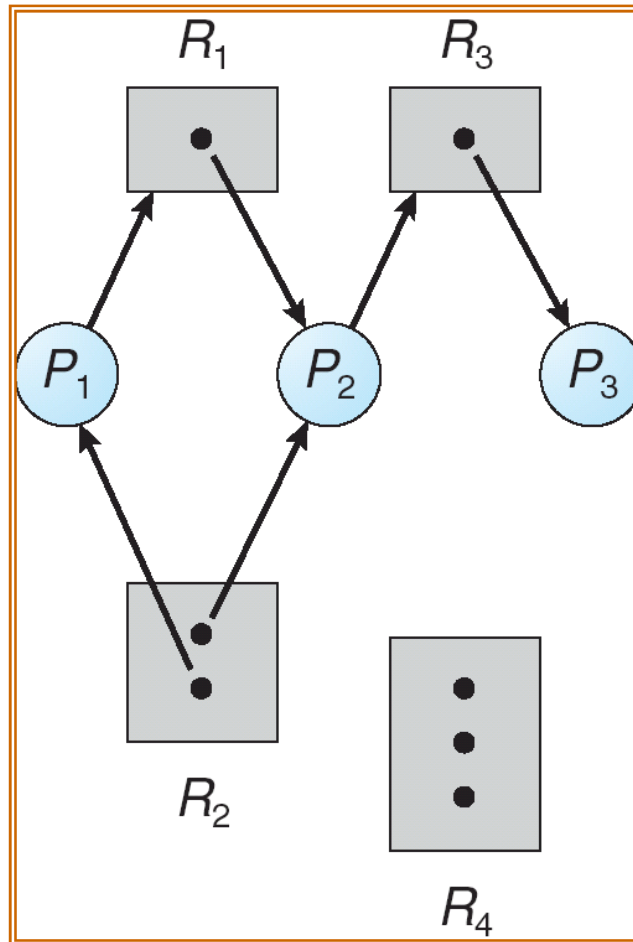 R₁ R₃
P₁ P₂ P₃
R₂
R₄